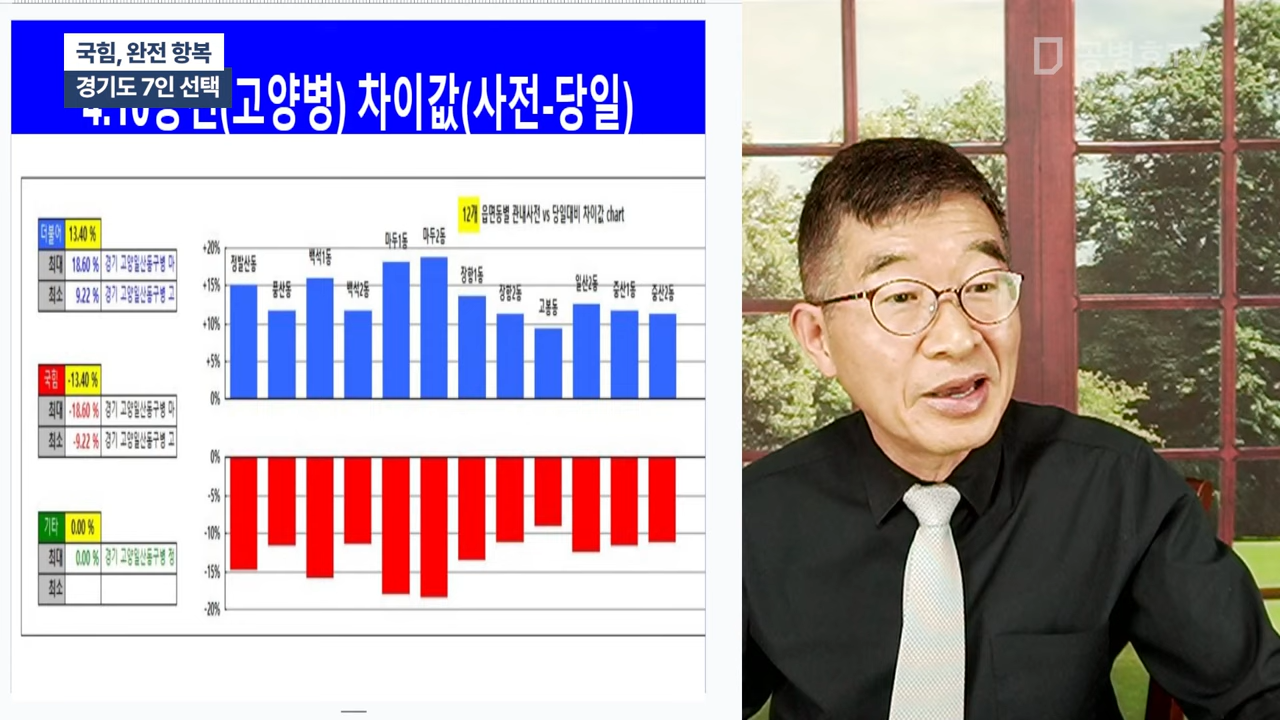 국힘, 완전 항복
경기도 7인 선택
(고양병) 차이값(사전-당일)
12개 읍면동별 관내사전 vs 당일대비 차이값 chart
더불어 13.40 %
최대 18.60 % 경기 고양일산동구병 마
최소 9.22 % 경기 고양일산동구병 고
국힘 -13.40 %
최대 -18.60 % 경기 고양일산동구병 마
최소 -9.22 % 경기 고양일산동구병 고
기타 0.00 %
최대 0.00 % 경기 고양일산동구병 정
최소
+20%
+15%
+10%
+5%
0%
정발산동 풍산동 백석1동 백석2동 마두1동 마두2동 장항1동 장항2동 고봉동 일산2동 중산1동 중산2동
0%
-5%
-10%
-15%
-20%